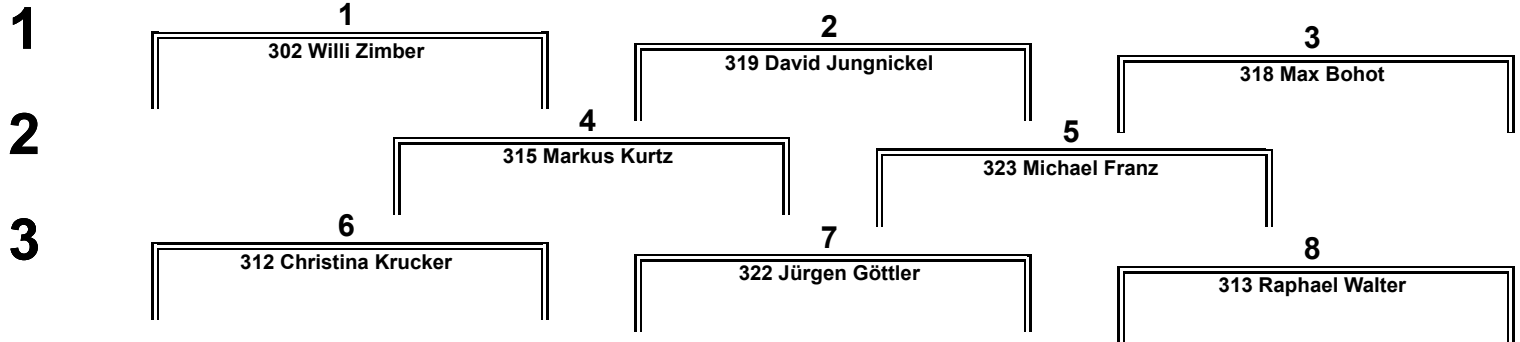 1
1
302 Willi Zimber
2
319 David Jungnickel
3
318 Max Bohot
2
4
315 Markus Kurtz
5
323 Michael Franz
3
6
312 Christina Krucker
7
322 Jürgen Göttler
8
313 Raphael Walter